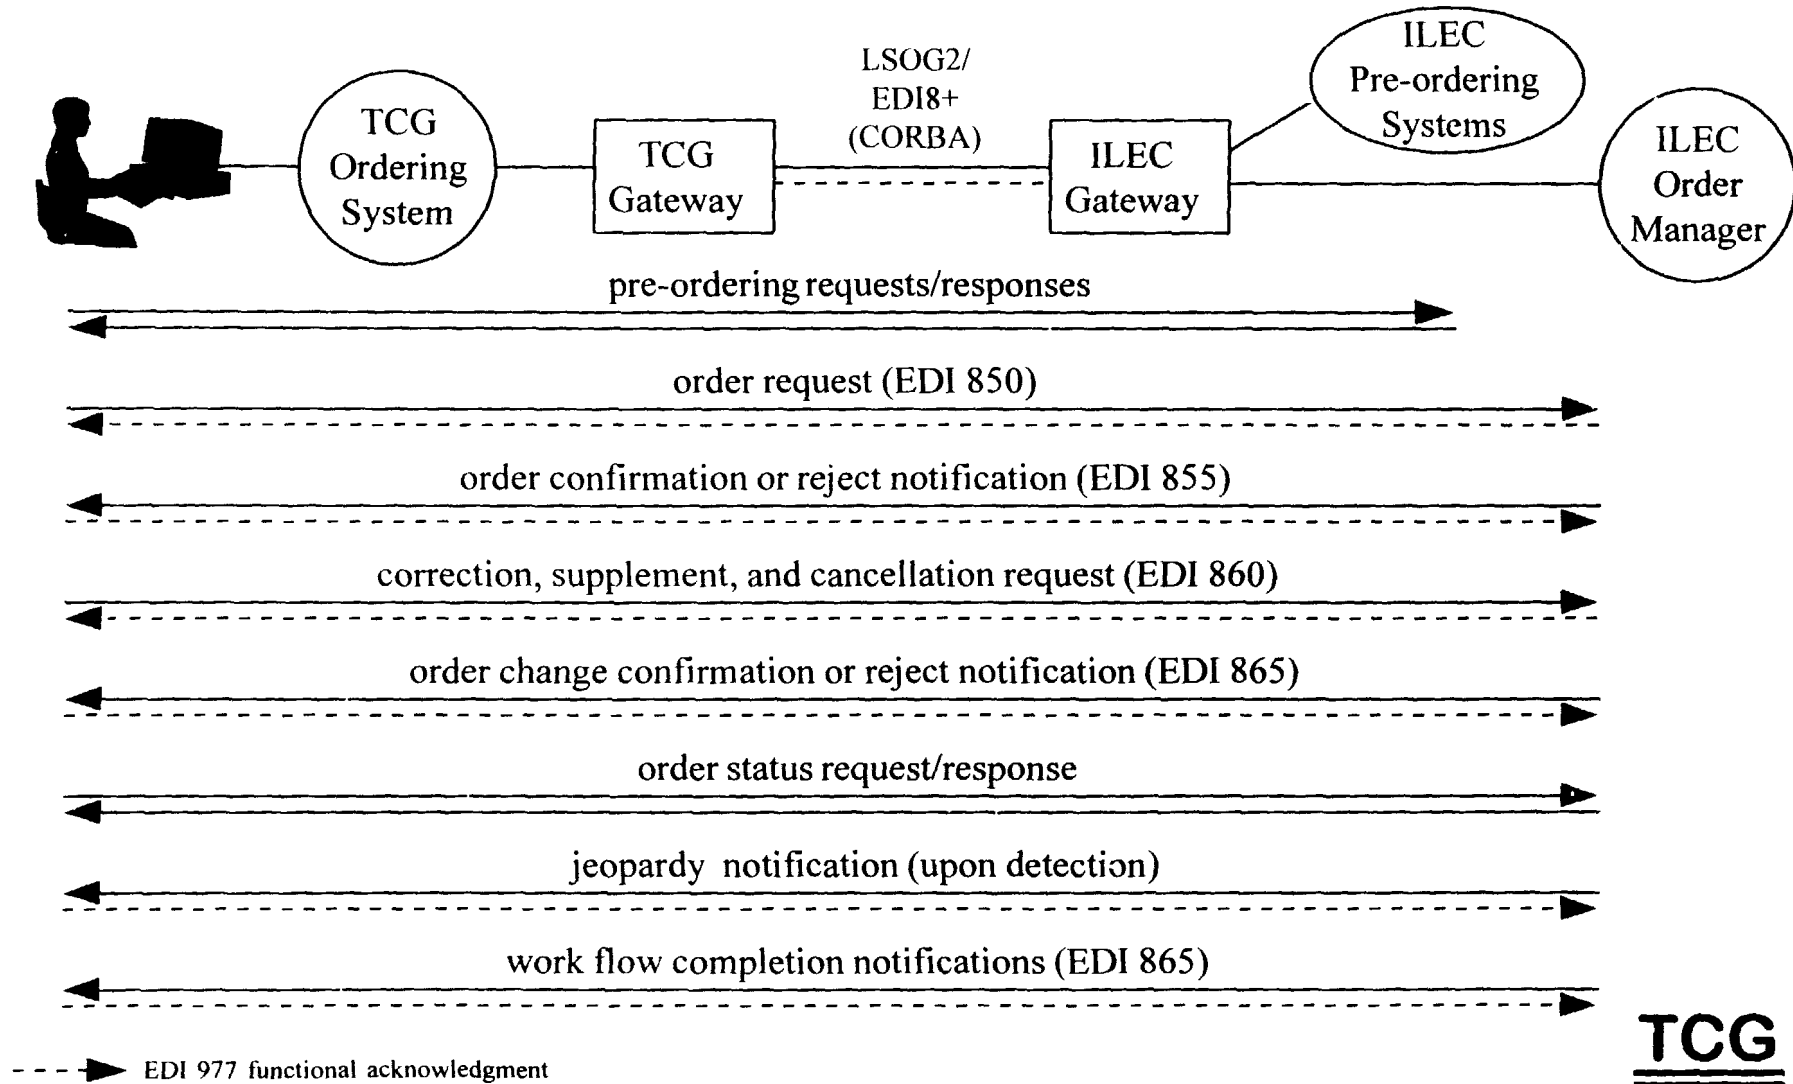 LSOG2/
EDI8+
(CORBA)
ILEC
Pre-ordering
Systems
TCG
Ordering
System
TCG
Gateway
ILEC
Gateway
ILEC
Order
Manager
pre-ordering requests/responses
order request (EDI 850)
order confirmation or reject notification (EDI 855)
correction, supplement, and cancellation request (EDI 860)
order change confirmation or reject notification (EDI 865)
order status request/response
jeopardy notification (upon detection)
work flow completion notifications (EDI 865)
EDI 977 functional acknowledgment
TCG